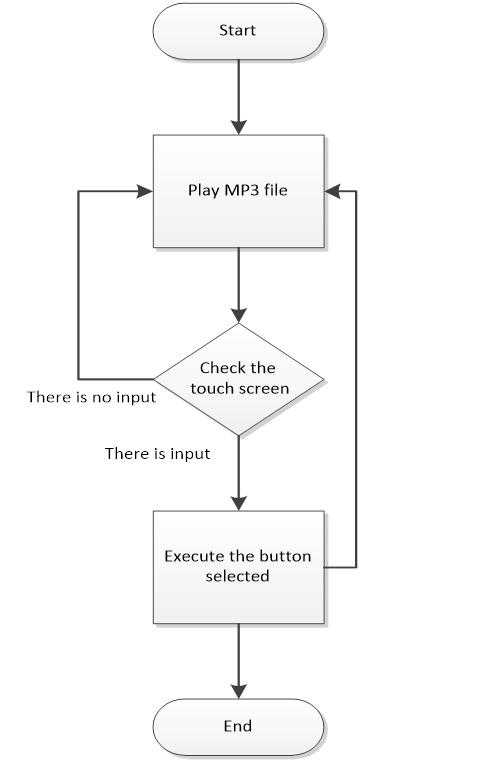 Start
Play MP3 file
Check the
touch screen
There is no input
There is input
Execute the button
selected
End